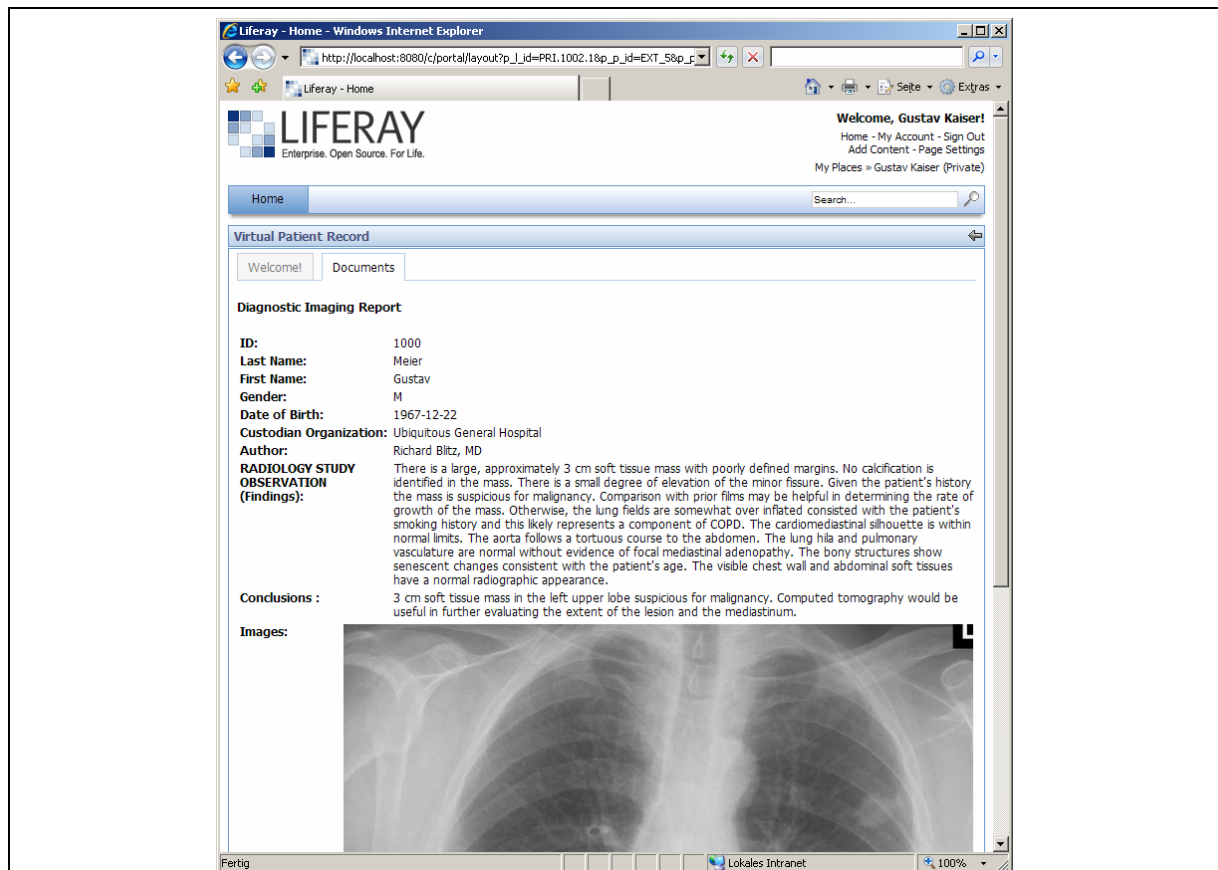 Liferay - Home - Windows Internet Explorer
http://localhost:8080/c/portal/layout?p_l_id=PRI.1002.1&p_p_id=EXT_5&p_p
Liferay - Home
Seite
Extras
LIFERAY
Enterprise. Open Source. For Life.
Welcome, Gustav Kaiser!
Home - My Account - Sign Out
Add Content - Page Settings
My Places » Gustav Kaiser (Private)
Home
Search...
Virtual Patient Record
Welcome!
Documents
Diagnostic Imaging Report
ID: 1000
Last Name: Meier
First Name: Gustav
Gender: M
Date of Birth: 1967-12-22
Custodian Organization: Ubiquitous General Hospital
Author: Richard Blitz, MD
RADIOLOGY STUDY
OBSERVATION
(Findings):
There is a large, approximately 3 cm soft tissue mass with poorly defined margins. No calcification is
identified in the mass. There is a small degree of elevation of the minor fissure. Given the patient's history
the mass is suspicious for malignancy. Comparison with prior films may be helpful in determining the rate of
growth of the mass. Otherwise, the lung fields are somewhat over inflated consisted with the patient's
smoking history and this likely represents a component of COPD. The cardiomediastinal silhouette is within
normal limits. The aorta follows a tortuous course to the abdomen. The lung hila and pulmonary
vasculature are normal without evidence of focal mediastinal adenopathy. The bony structures show
senescent changes consistent with the patient's age. The visible chest wall and abdominal soft tissues
have a normal radiographic appearance.
Conclusions :
3 cm soft tissue mass in the left upper lobe suspicious for malignancy. Computed tomography would be
useful in further evaluating the extent of the lesion and the mediastinum.
Images:
Fertig
Lokales Intranet
100%